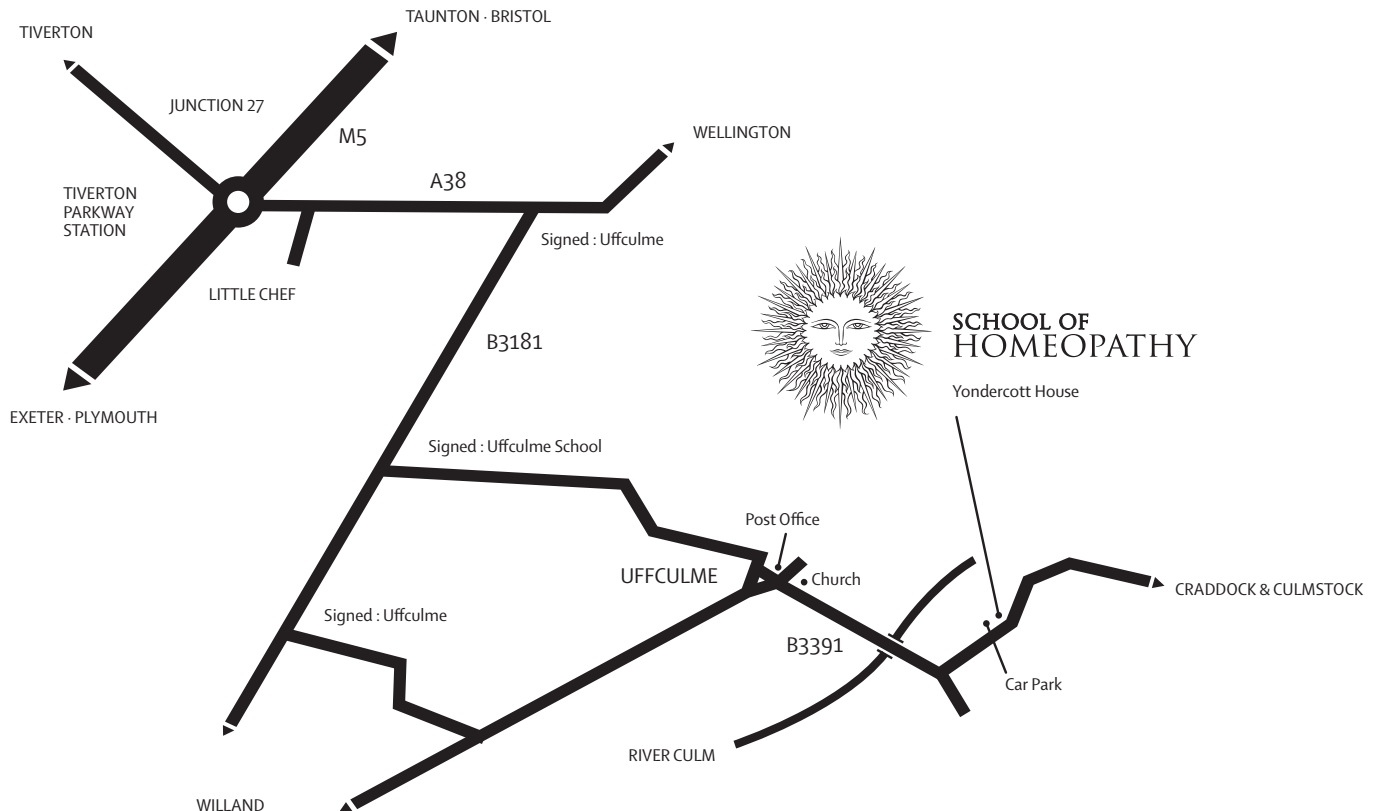 TAUNTON · BRISTOL
TIVERTON
JUNCTION 27
M5
WELLINGTON
A38
TIVERTON
PARKWAY
STATION
Signed : Uffculme
LITTLE CHEF
SCHOOL OF
HOMEOPATHY
B3181
Yondercott House
EXETER · PLYMOUTH
Signed : Uffculme School
Post Office
UFFCULME
Church
CRADDOCK & CULMSTOCK
Signed : Uffculme
B3391
Car Park
RIVER CULM
WILLAND